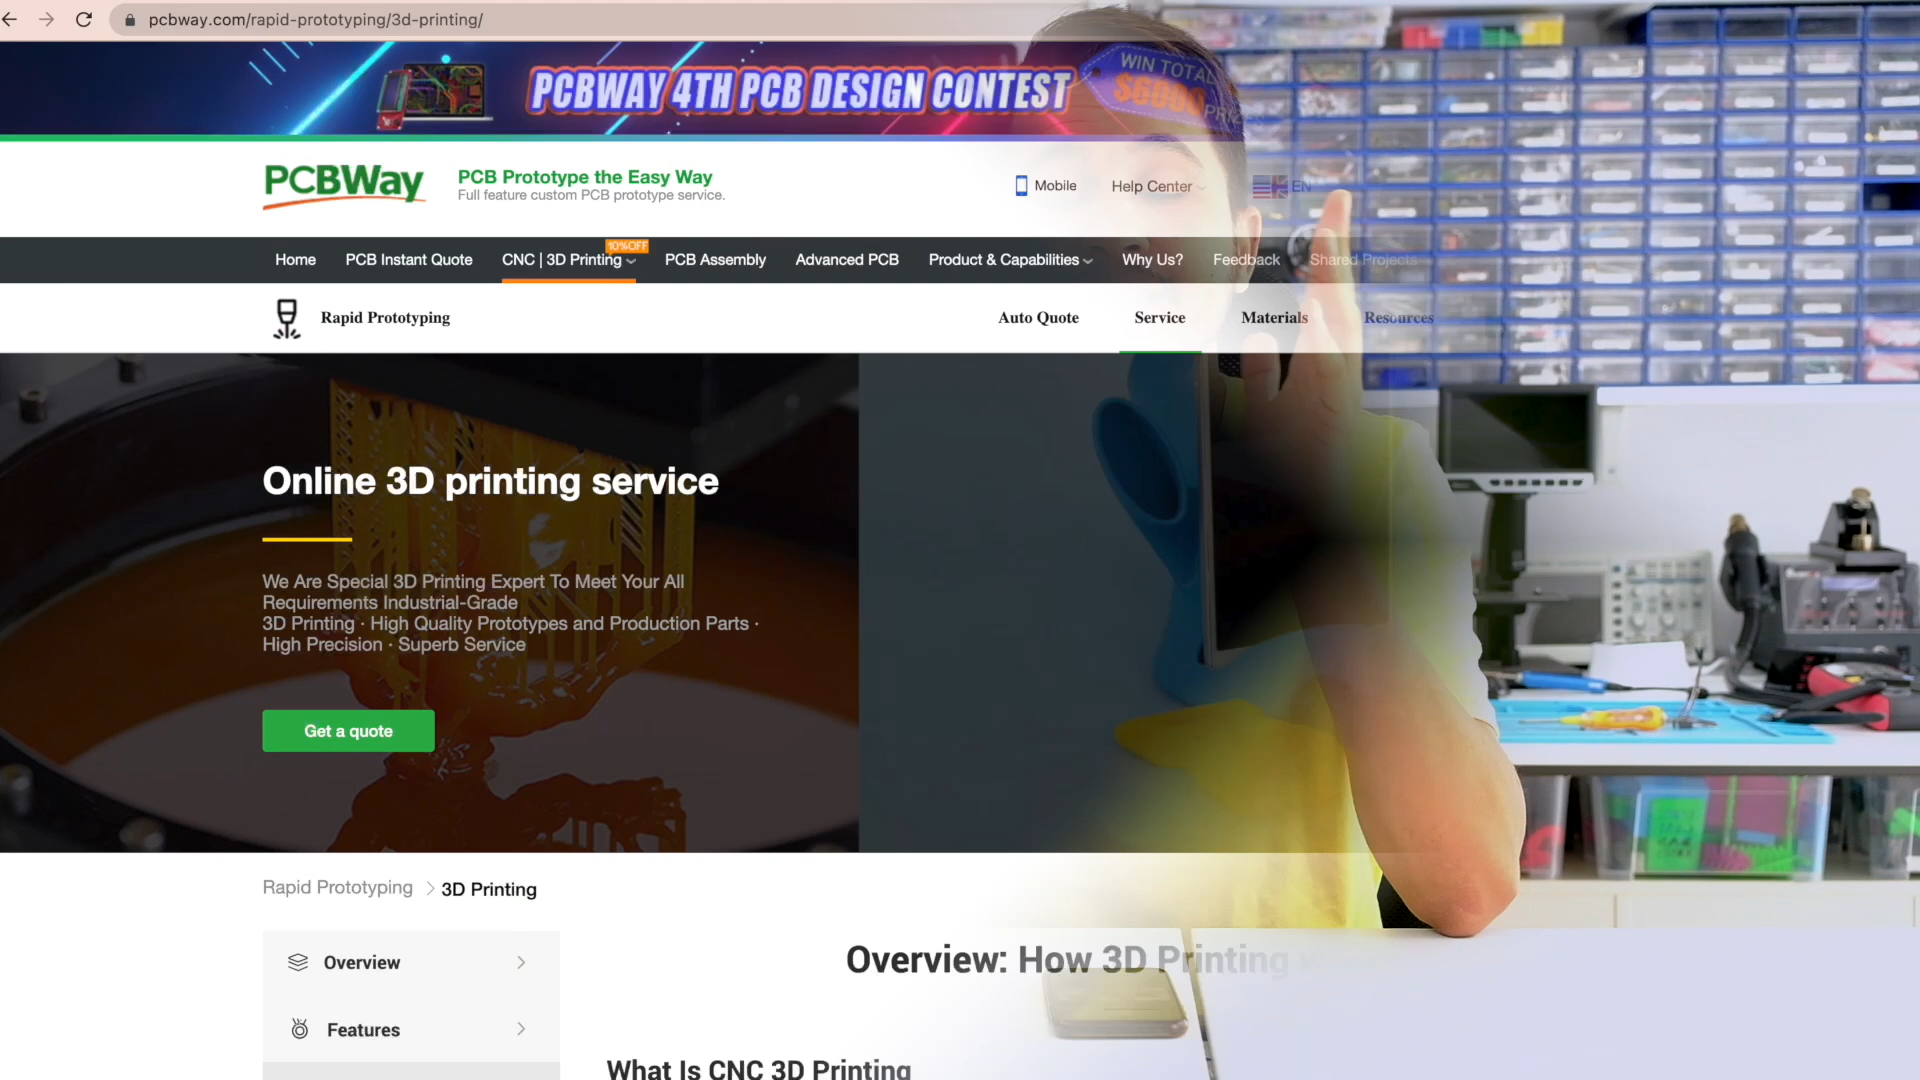 pcbway.com/rapid-prototyping/3d-printing/
PCBWAY 4TH PCB DESIGN CONTEST
WIN TOTAL
$6000
PRIZE
PCBWay
PCB Prototype the Easy Way
Full feature custom PCB prototype service.
Mobile
Help Center
EN
10%OFF
Home
PCB Instant Quote
CNC | 3D Printing
PCB Assembly
Advanced PCB
Product & Capabilities
Why Us?
Feedback
Shared Projects
Rapid Prototyping
Auto Quote
Service
Materials
Resources
Online 3D printing service
We Are Special 3D Printing Expert To Meet Your All
Requirements Industrial-Grade
3D Printing · High Quality Prototypes and Production Parts ·
High Precision · Superb Service
Get a quote
Rapid Prototyping > 3D Printing
Overview
Features
Overview: How 3D Printing
What Is CNC 3D Printing